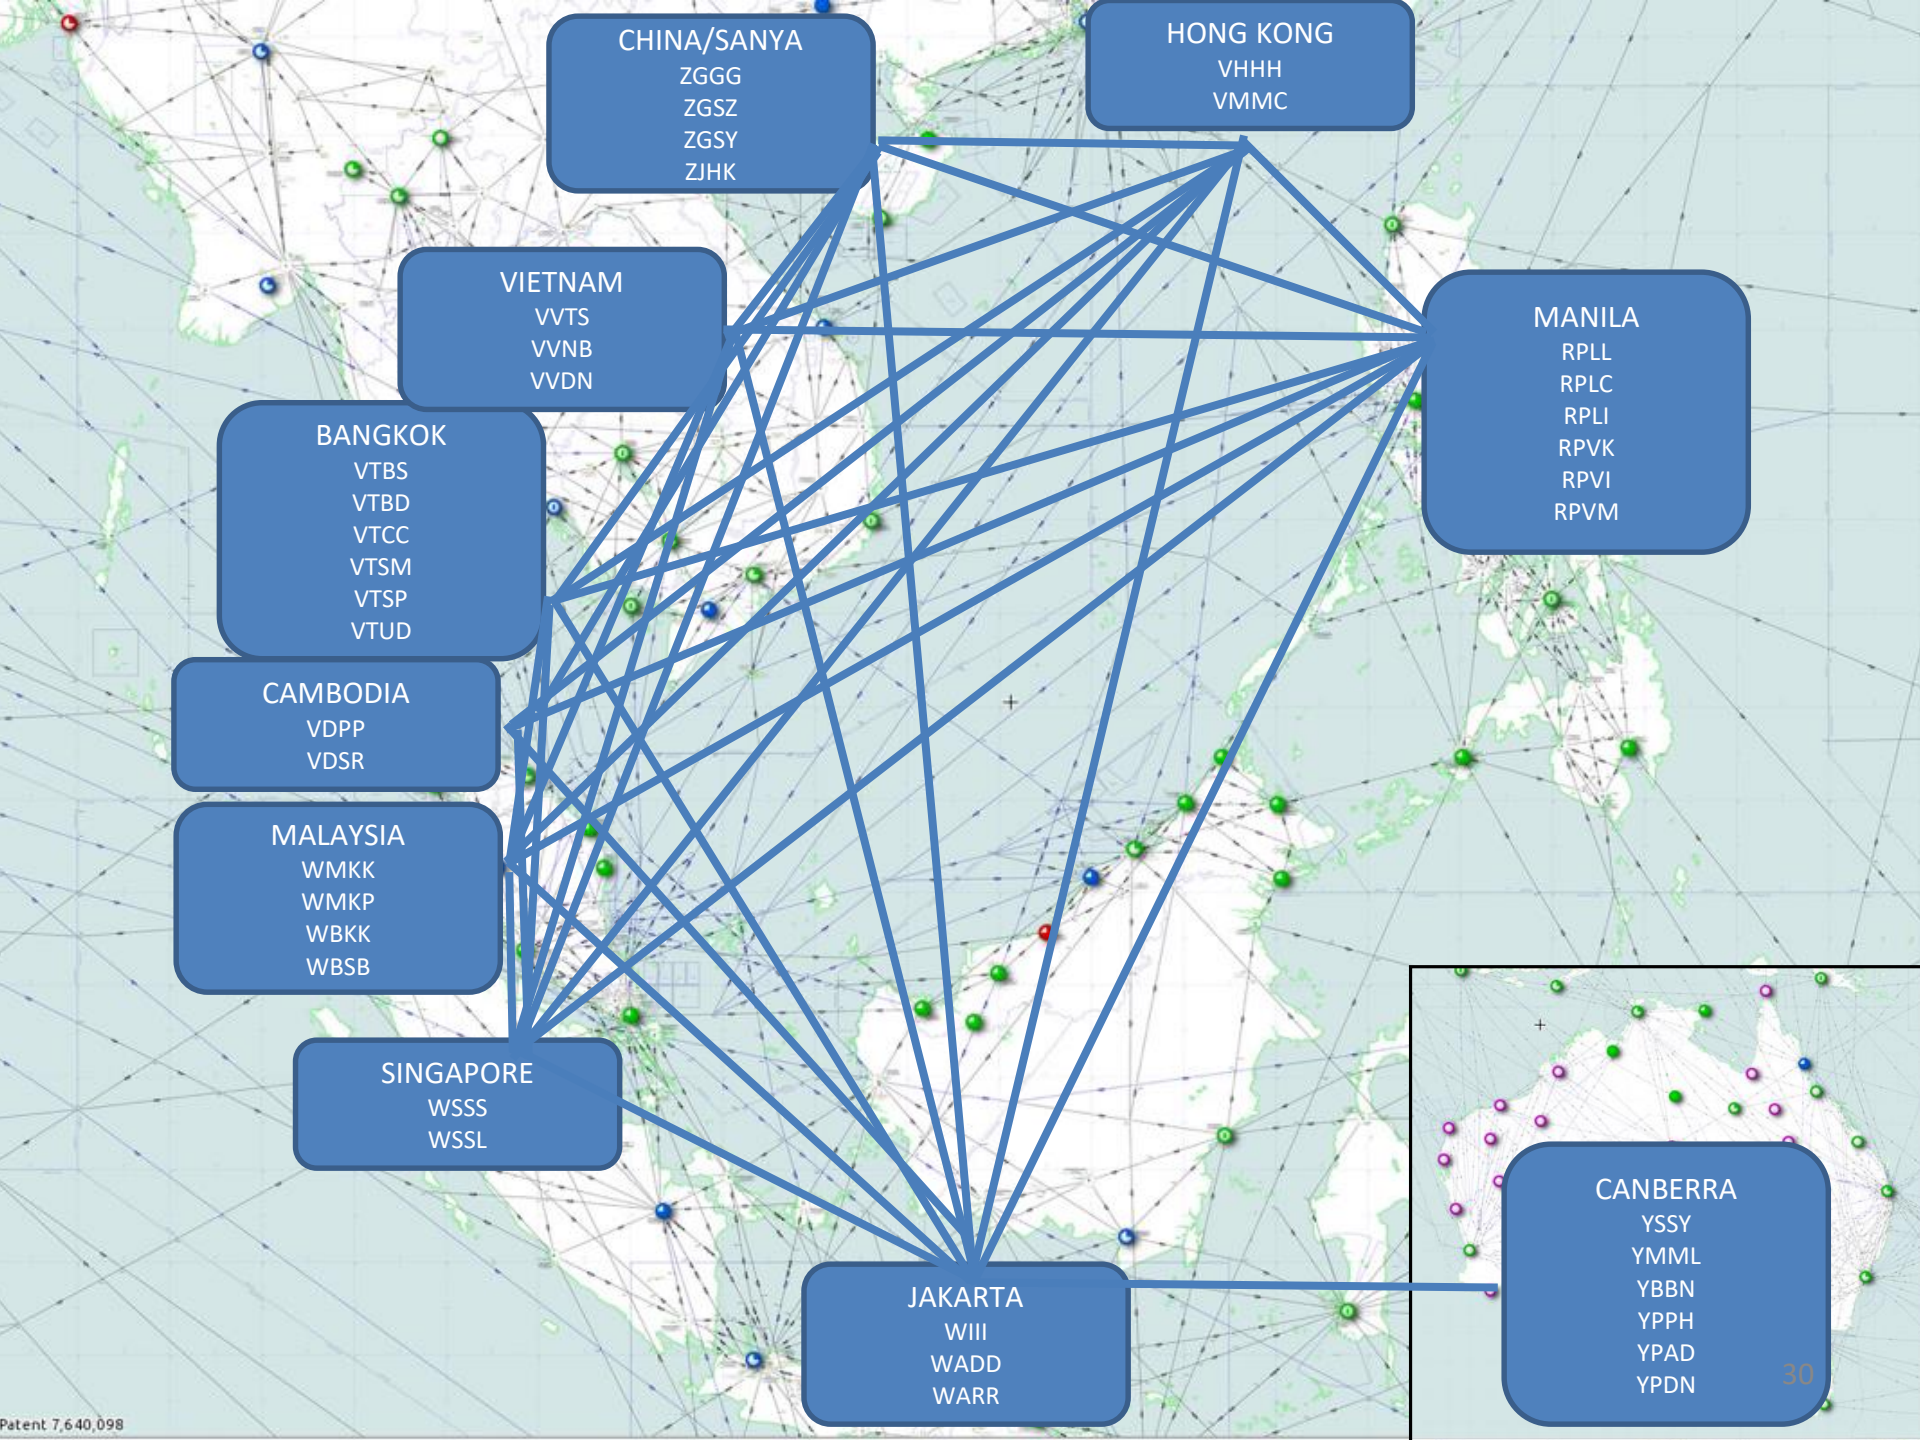 CHINA/SANYA
ZGGG
ZGSZ
ZGSY
ZJHK
HONG KONG
VHHH
VMMC
VIETNAM
VVTS
VVNB
VVDN
MANILA
RPLL
RPLC
RPLI
RPVK
RPVI
RPVM
BANGKOK
VTBS
VTBD
VTCC
VTSM
VTSP
VTUD
CAMBODIA
VDPP
VDSR
MALAYSIA
WMKK
WMKP
WBKK
WBSB
SINGAPORE
WSSS
WSSL
JAKARTA
WIII
WADD
WARR
CANBERRA
YSSY
YMML
YBBN
YPPH
YPAD
YPDN
30
Patent 7,640,098